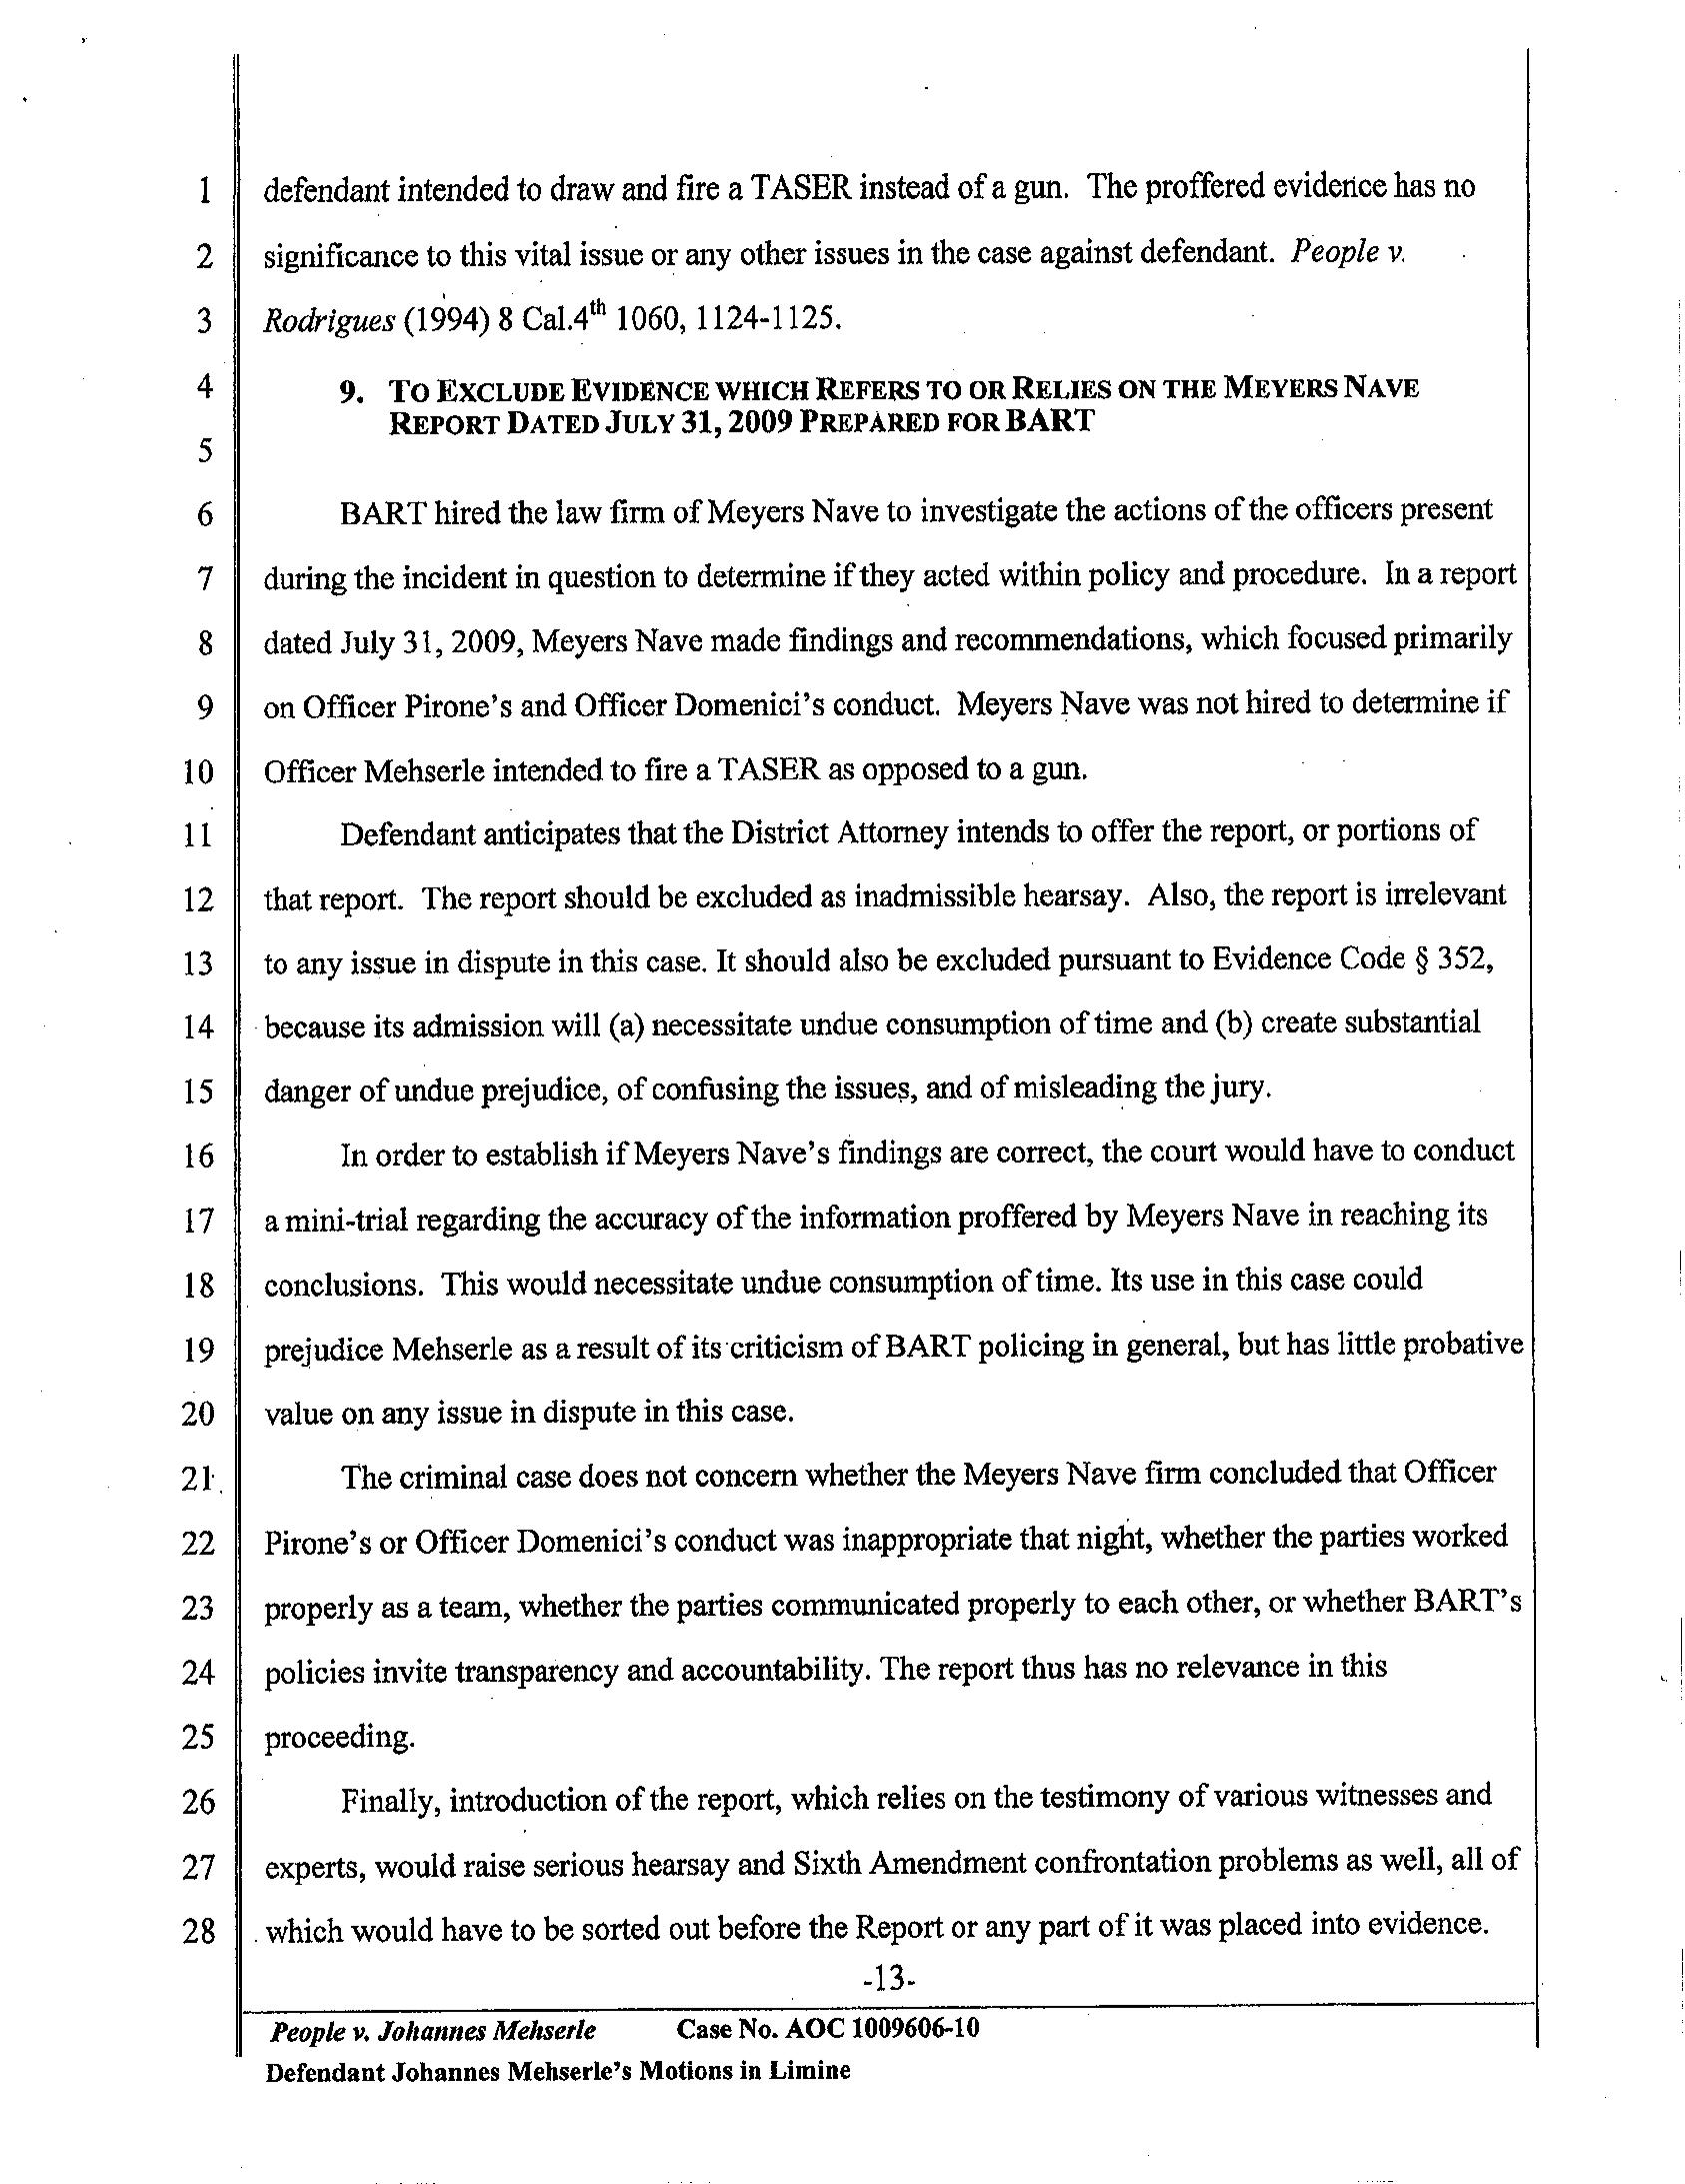 1 defendant intended to draw and fire a TASER instead of a gun. The proffered evidence has no
2 significance to this vital issue or any other issues in the case against defendant. People v.
3 Rodrigues (1994) 8 Cal.4th 1060, 1124-1125.
4 9. TO EXCLUDE EVIDENCE WHICH REFERS TO OR RELIES ON THE MEYERS NAVE
REPORT DATED JULY 31, 2009 PREPARED FOR BART
5
6 BART hired the law firm of Meyers Nave to investigate the actions of the officers present
7 during the incident in question to determine if they acted within policy and procedure. In a report
8 dated July 31, 2009, Meyers Nave made findings and recommendations, which focused primarily
9 on Officer Pirone's and Officer Domenici's conduct. Meyers Nave was not hired to determine if
10 Officer Mehserle intended to fire a TASER as opposed to a gun.
11 Defendant anticipates that the District Attorney intends to offer the report, or portions of
12 that report. The report should be excluded as inadmissible hearsay. Also, the report is irrelevant
13 to any issue in dispute in this case. It should also be excluded pursuant to Evidence Code § 352,
14 because its admission will (a) necessitate undue consumption of time and (b) create substantial
15 danger of undue prejudice, of confusing the issues, and of misleading the jury.
16 In order to establish if Meyers Nave's findings are correct, the court would have to conduct
17 a mini-trial regarding the accuracy of the information proffered by Meyers Nave in reaching its
18 conclusions. This would necessitate undue consumption of time. Its use in this case could
19 prejudice Mehserle as a result of its criticism of BART policing in general, but has little probative
20 value on any issue in dispute in this case.
21 The criminal case does not concern whether the Meyers Nave firm concluded that Officer
22 Pirone's or Officer Domenici's conduct was inappropriate that night, whether the parties worked
23 properly as a team, whether the parties communicated properly to each other, or whether BART's
24 policies invite transparency and accountability. The report thus has no relevance in this
25 proceeding.
26 Finally, introduction of the report, which relies on the testimony of various witnesses and
27 experts, would raise serious hearsay and Sixth Amendment confrontation problems as well, all of
28 which would have to be sorted out before the Report or any part of it was placed into evidence.
-13-
People v. Johannes Mehserle Case No. AOC 1009606-10
Defendant Johannes Mehserle's Motions in Limine